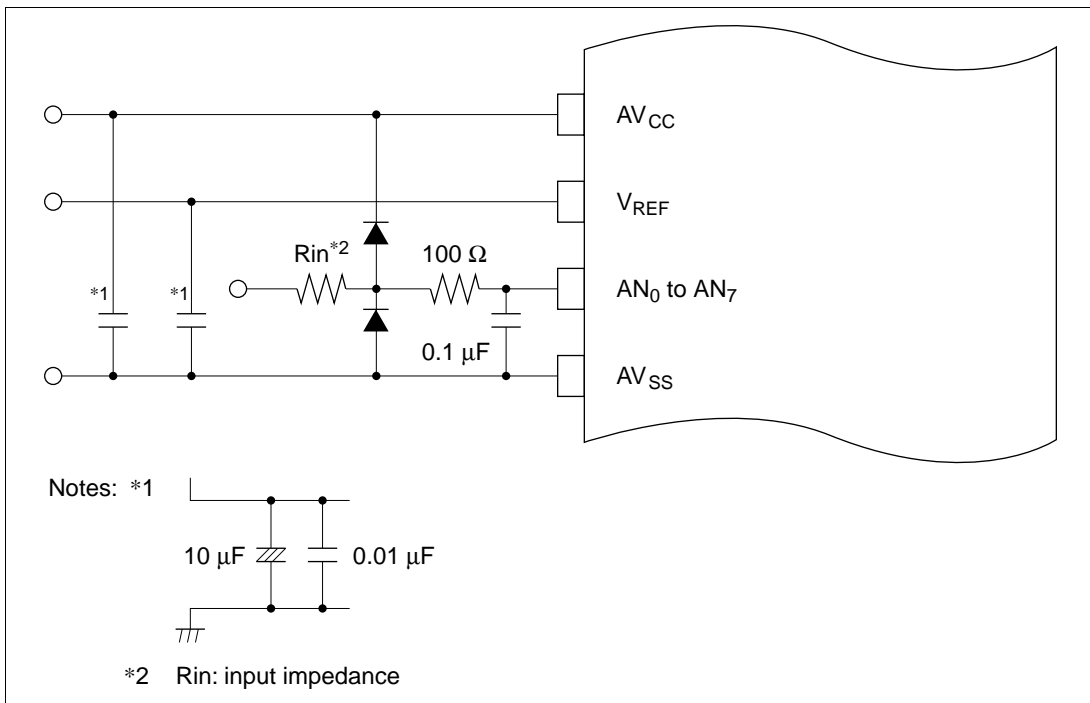 AVCC
VREF
Rin*2
100 Ω
*1
*1
AN0 to AN7
0.1 μF
AVSS
Notes: *1
10 μF
0.01 μF
*2 Rin: input impedance